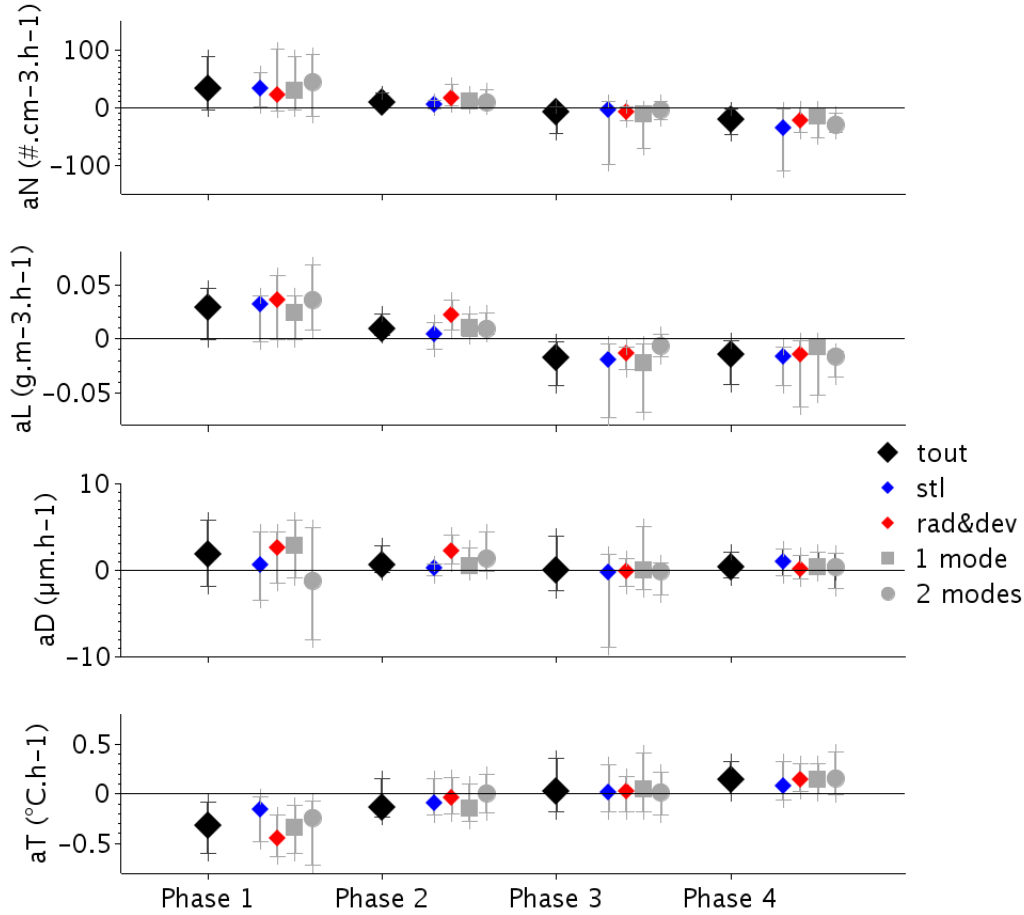 aN (#.cm-3.h-1)
100
0
-100
aL (g.m-3.h-1)
0.05
0
-0.05
aD (µm.h-1)
10
0
-10
tout
stl
rad&dev
1 mode
2 modes
aT (°C.h-1)
0.5
0
-0.5
Phase 1 Phase 2 Phase 3 Phase 4